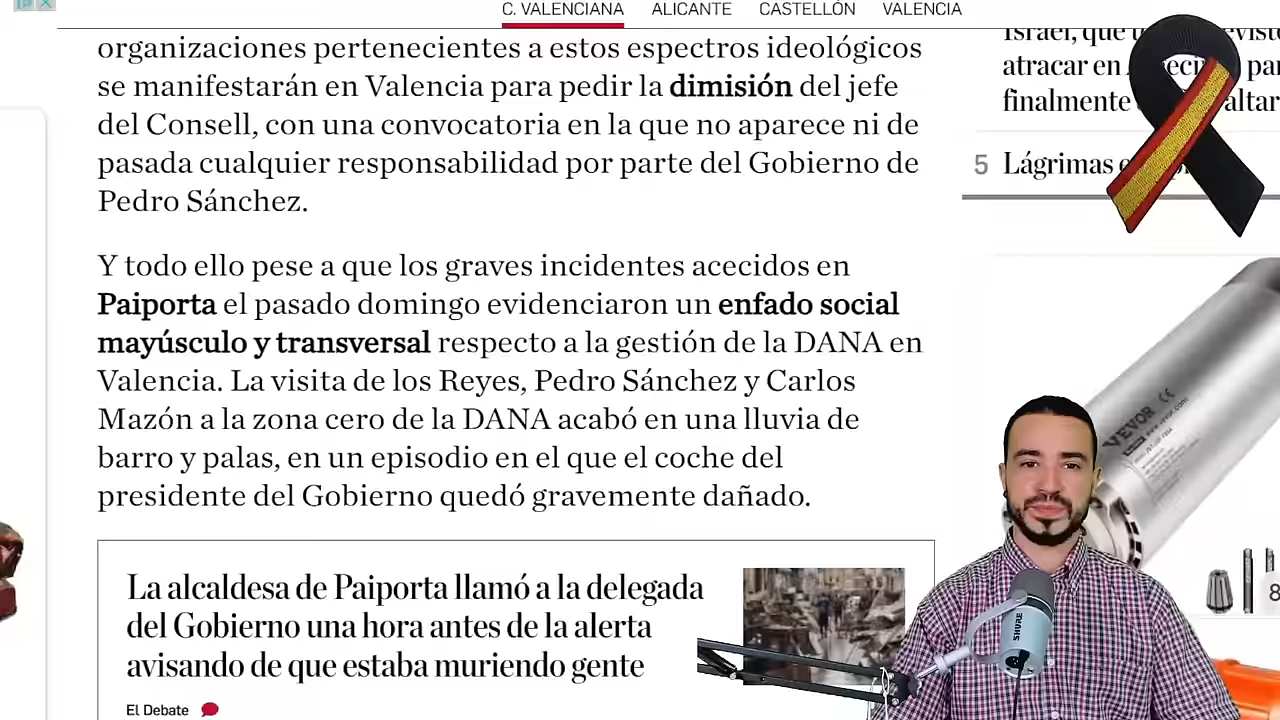 C. VALENCIANA ALICANTE CASTELLÓN VALENCIA
organizaciones pertenecientes a estos espectros ideológicos
se manifestarán en Valencia para pedir la dimisión del jefe
del Consell, con una convocatoria en la que no aparece ni de
pasada cualquier responsabilidad por parte del Gobierno de
Pedro Sánchez.
Y todo ello pese a que los graves incidentes acecidos en
Paiporta el pasado domingo evidenciaron un enfado social
mayúsculo y transversal respecto a la gestión de la DANA en
Valencia. La visita de los Reyes, Pedro Sánchez y Carlos
Mazón a la zona cero de la DANA acabó en una lluvia de
barro y palas, en un episodio en el que el coche del
presidente del Gobierno quedó gravemente dañado.
La alcaldesa de Paiporta llamó a la delegada
del Gobierno una hora antes de la alerta
avisando de que estaba muriendo gente
El Debate
Israel, que
atracar en
finalmente
5 Lágrimas
VEVOR
SHURE
8